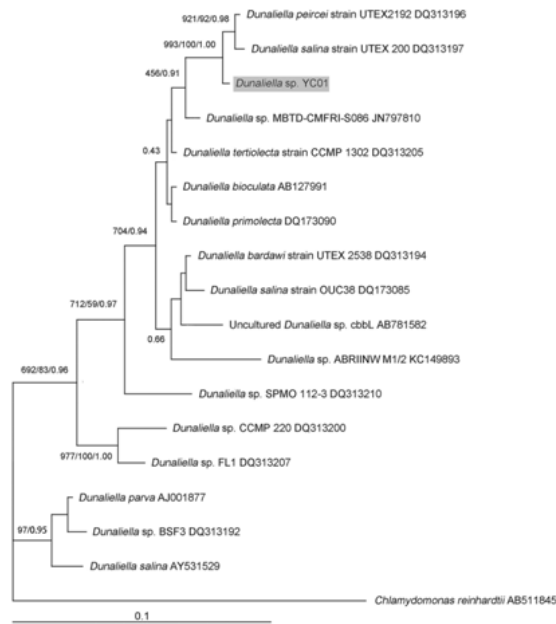 921/92/0.98
Dunaliella peircei strain UTEX2192 DQ313196
993/100/1.00
Dunaliella salina strain UTEX 200 DQ313197
456/0.91
Dunaliella sp. YC01
Dunaliella sp. MBTD-CMFRI-S086 JN797810
0.43
Dunaliella tertiolecta strain CCMP 1302 DQ313205
Dunaliella bioculata AB127991
Dunaliella primolecta DQ173090
704/0.94
Dunaliella bardawi strain UTEX 2538 DQ313194
Dunaliella salina strain OUC38 DQ173085
712/59/0.97
Uncultured Dunaliella sp. cbbL AB781582
0.66
Dunaliella sp. ABRIINW M1/2 KC149893
692/83/0.96
Dunaliella sp. SPMO 112-3 DQ313210
Dunaliella sp. CCMP 220 DQ313200
977/100/1.00
Dunaliella sp. FL1 DQ313207
Dunaliella parva AJ001877
97/0.95
Dunaliella sp. BSF3 DQ313192
Dunaliella salina AY531529
Chlamydomonas reinhardtii AB511845
0.1